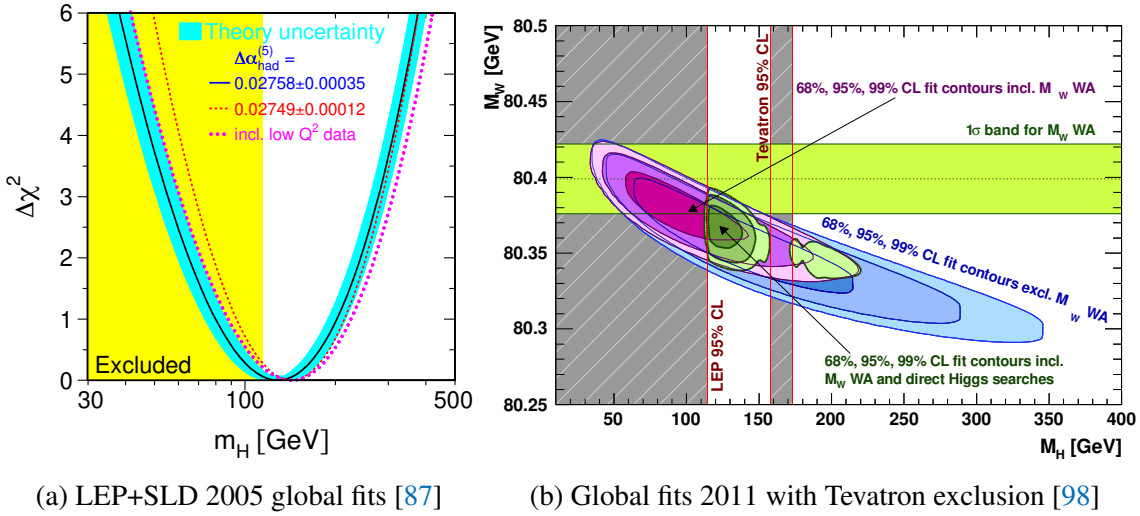 6
5
4
3
2
1
0
Δχ²
Theory uncertainty
Δα(5)had =
0.02758±0.00035
0.02749±0.00012
incl. low Q² data
Excluded
30
100
500
mH [GeV]
80.5
80.45
80.4
80.35
80.3
80.25
MW [GeV]
LEP 95% CL
Tevatron 95% CL
68%, 95%, 99% CL fit contours incl. MW WA
1σ band for MW WA
68%, 95%, 99% CL fit contours excl. MW WA
68%, 95%, 99% CL fit contours incl.
MW WA and direct Higgs searches
50 100 150 200 250 300 350 400
MH [GeV]
(a) LEP+SLD 2005 global fits [87]
(b) Global fits 2011 with Tevatron exclusion [98]